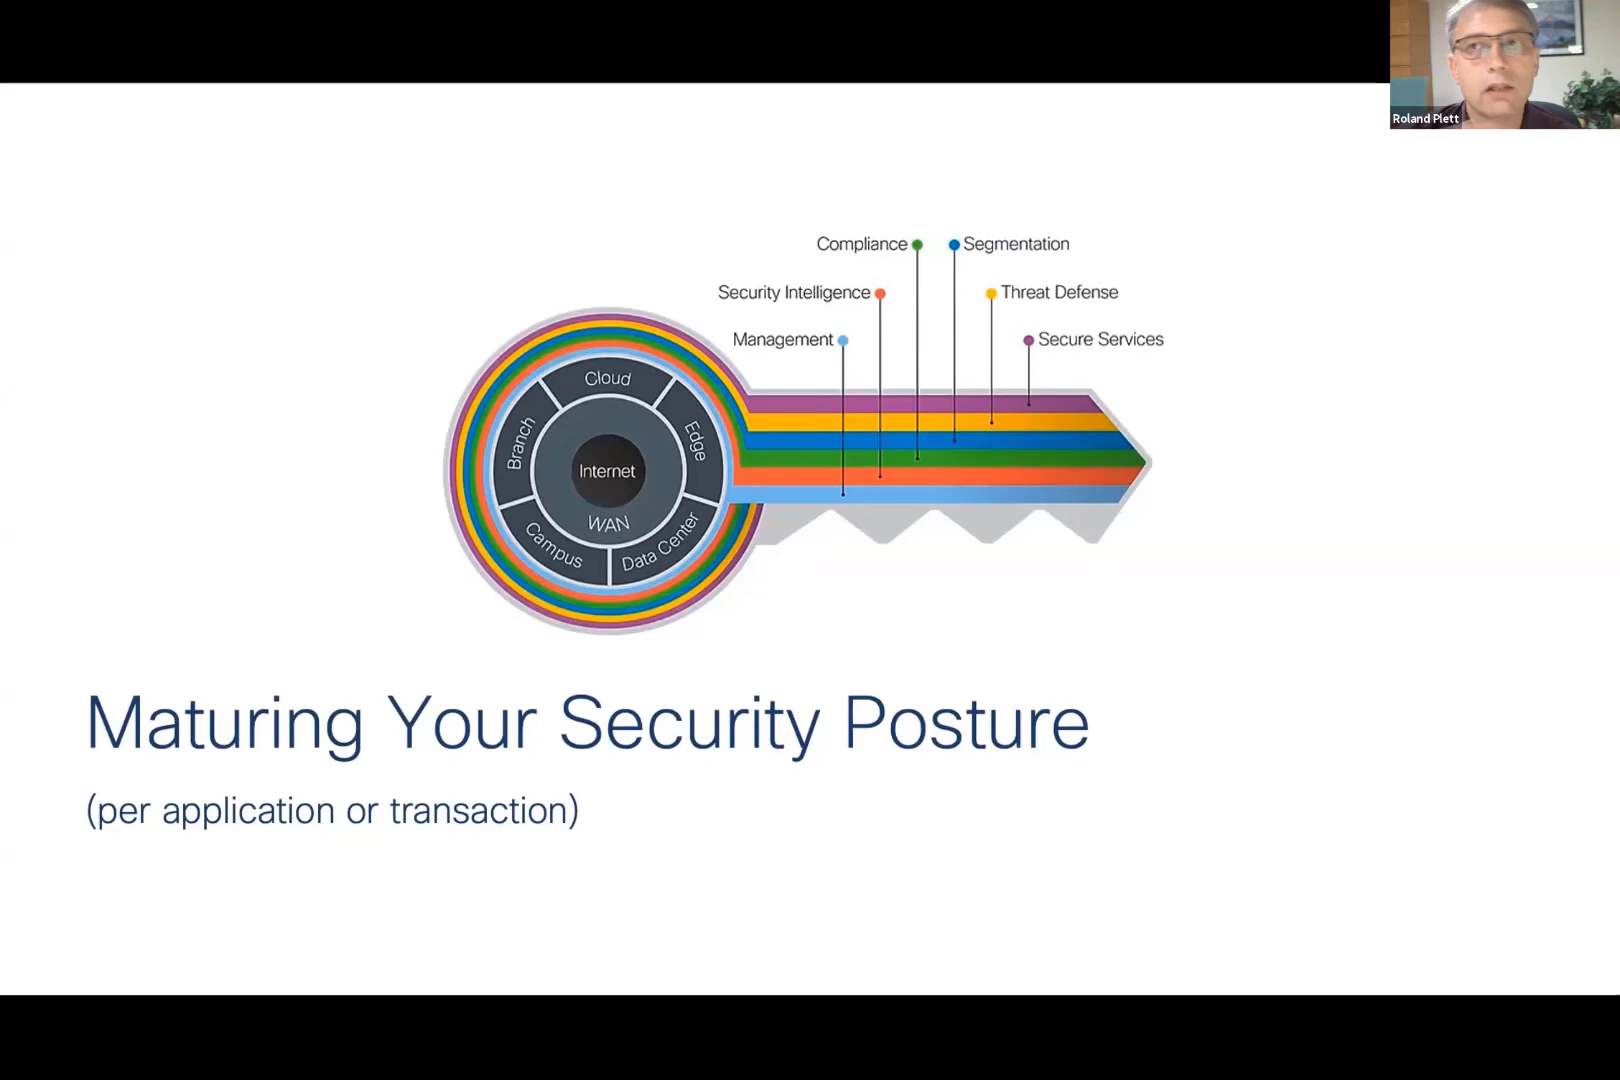 Roland Plett
Compliance
Segmentation
Security Intelligence
Threat Defense
Management
Secure Services
Cloud
Branch
Edge
Internet
WAN
Campus
Data Center
Maturing Your Security Posture
(per application or transaction)